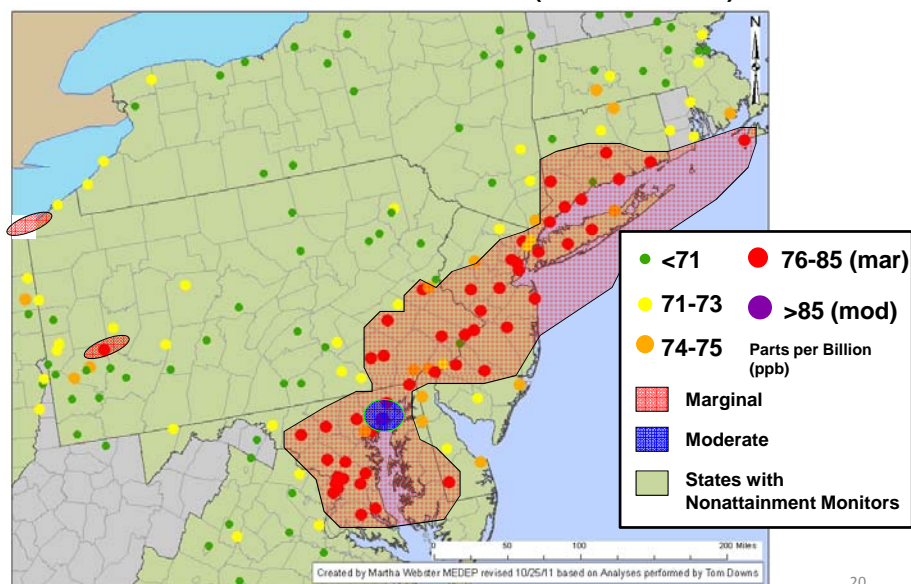 N
<71
76-85 (mar)
71-73
>85 (mod)
74-75
Parts per Billion
(ppb)
Marginal
Moderate
States with
Nonattainment Monitors
0 50 100 200 Miles
Created by Martha Webster MEDEP revised 10/25/11 based on Analyses performed by Tom Downs
20